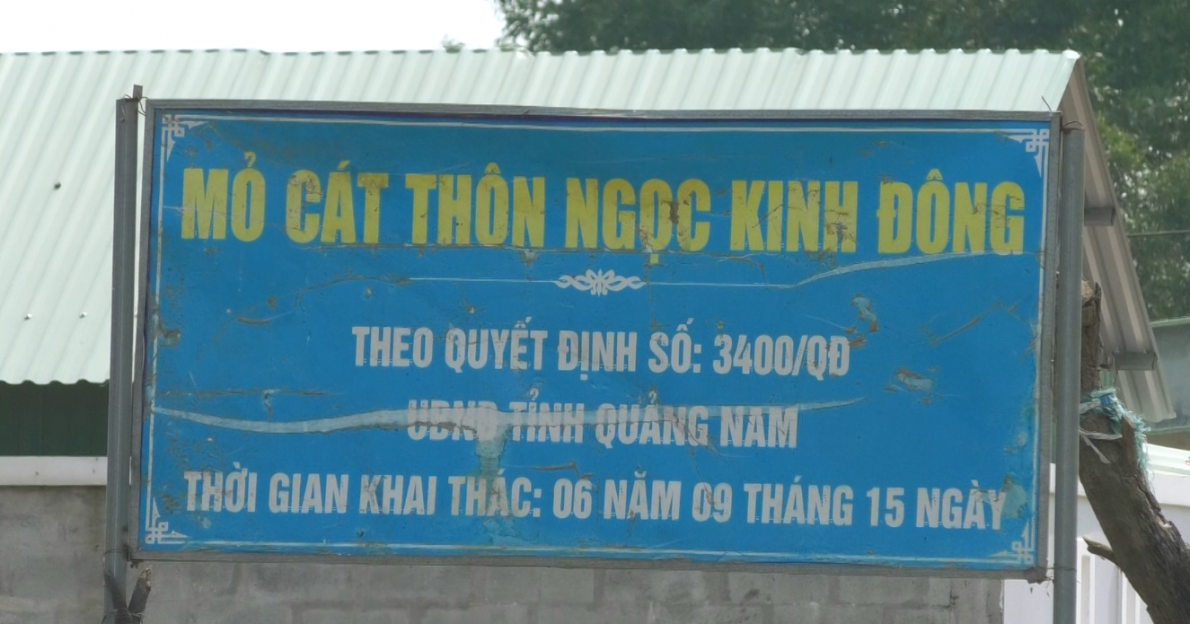 MỎ CÁT THÔN NGỌC KINH ĐÔNG
THEO QUYẾT ĐỊNH SỐ: 3400/QĐ
UBND TỈNH QUẢNG NAM
THỜI GIAN KHAI THÁC: 06 NĂM 09 THÁNG 15 NGÀY